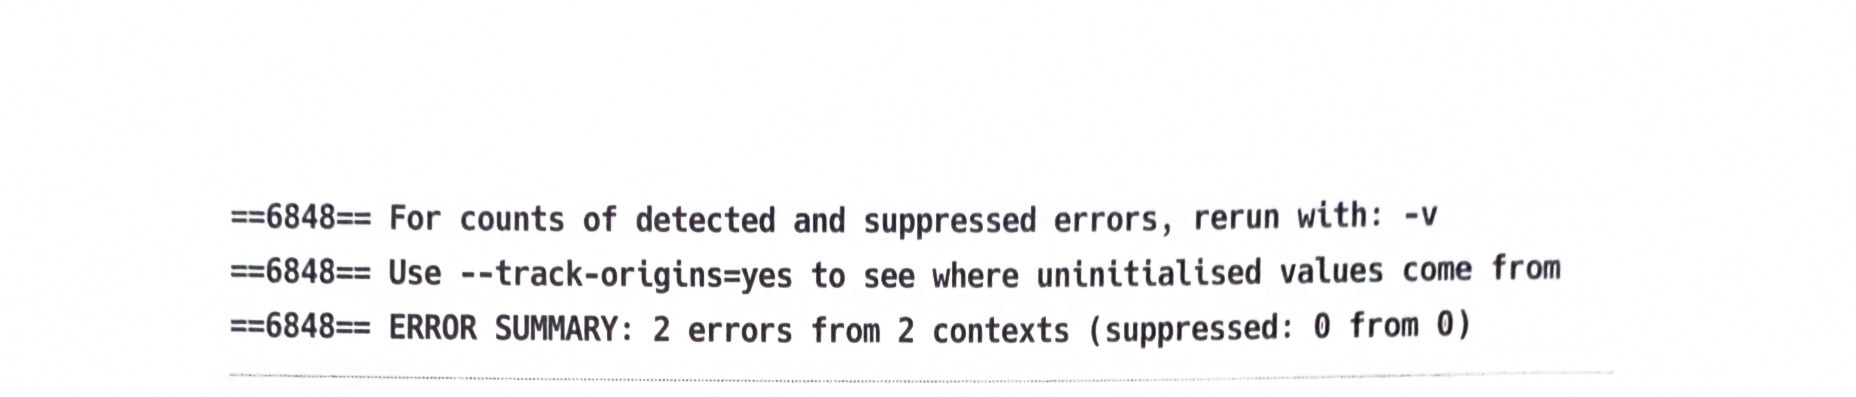 ==6848== For counts of detected and suppressed errors, rerun with: -v
==6848== Use --track-origins=yes to see where uninitialised values come from
==6848== ERROR SUMMARY: 2 errors from 2 contexts (suppressed: 0 from 0)